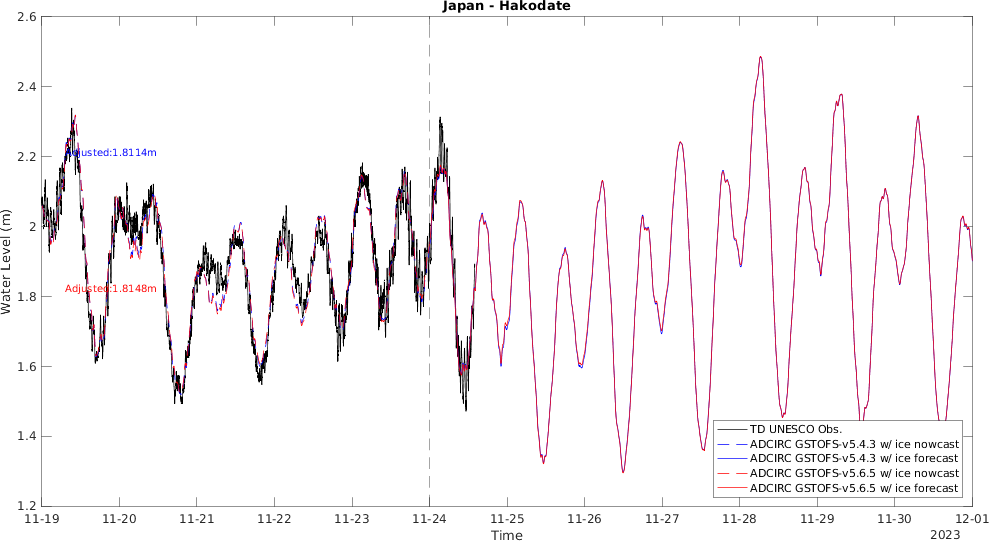 Japan - Hakodate
Water Level (m)
2.6
2.4
2.2
2
1.8
1.6
1.4
1.2
usted:1.8114m
Adjusted:1.8148m
TD UNESCO Obs.
ADCIRC GSTOFS-v5.4.3 w/ ice nowcast
ADCIRC GSTOFS-v5.4.3 w/ ice forecast
ADCIRC GSTOFS-v5.6.5 w/ ice nowcast
ADCIRC GSTOFS-v5.6.5 w/ ice forecast
11-19 11-20 11-21 11-22 11-23 11-24 11-25 11-26 11-27 11-28 11-29 11-30 12-01
Time
2023